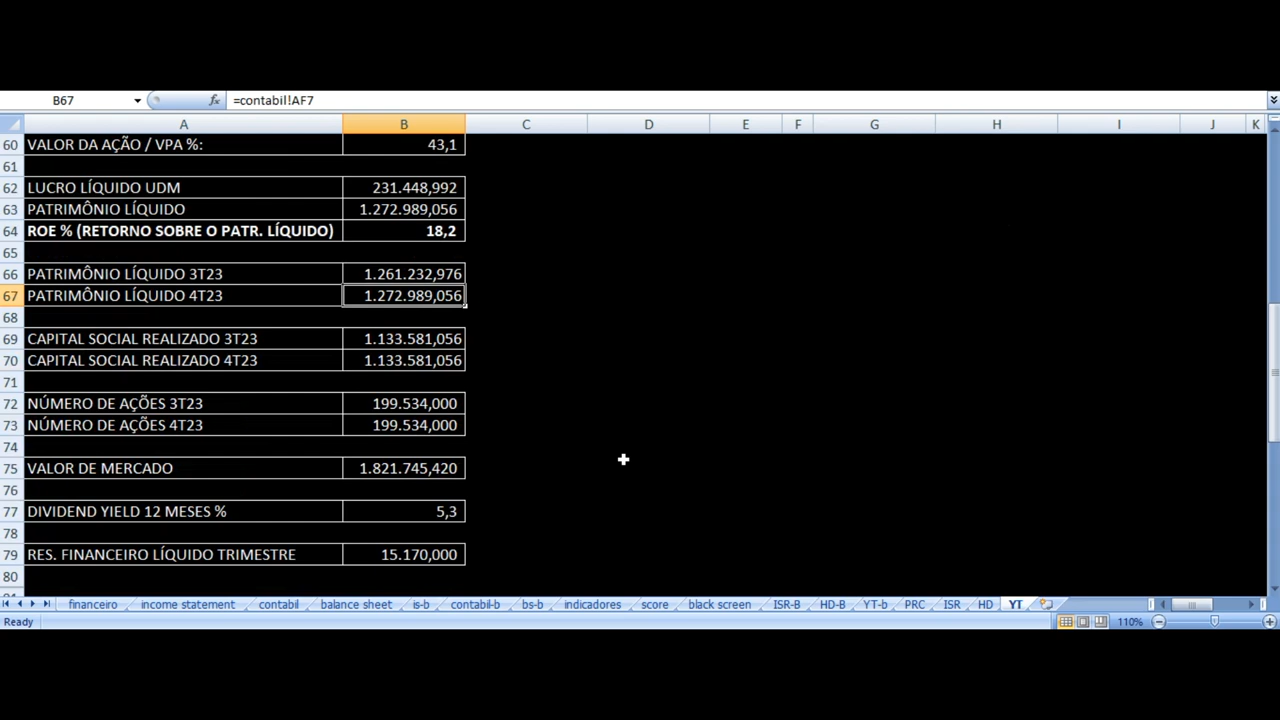 B67 fx =contabil!AF7
A B C D E F G H I J K
60 VALOR DA AÇÃO / VPA %: 43,1
61
62 LUCRO LÍQUIDO UDM 231.448,992
63 PATRIMÔNIO LÍQUIDO 1.272.989,056
64 ROE % (RETORNO SOBRE O PATR. LÍQUIDO) 18,2
65
66 PATRIMÔNIO LÍQUIDO 3T23 1.261.232,976
67 PATRIMÔNIO LÍQUIDO 4T23 1.272.989,056
68
69 CAPITAL SOCIAL REALIZADO 3T23 1.133.581,056
70 CAPITAL SOCIAL REALIZADO 4T23 1.133.581,056
71
72 NÚMERO DE AÇÕES 3T23 199.534,000
73 NÚMERO DE AÇÕES 4T23 199.534,000
74
75 VALOR DE MERCADO 1.821.745,420
76
77 DIVIDEND YIELD 12 MESES % 5,3
78
79 RES. FINANCEIRO LÍQUIDO TRIMESTRE 15.170,000
80
financeiro income statement contabil balance sheet is-b contabil-b bs-b indicadores score black screen ISR-B HD-B YT-b PRC ISR HD YT
Ready 110%